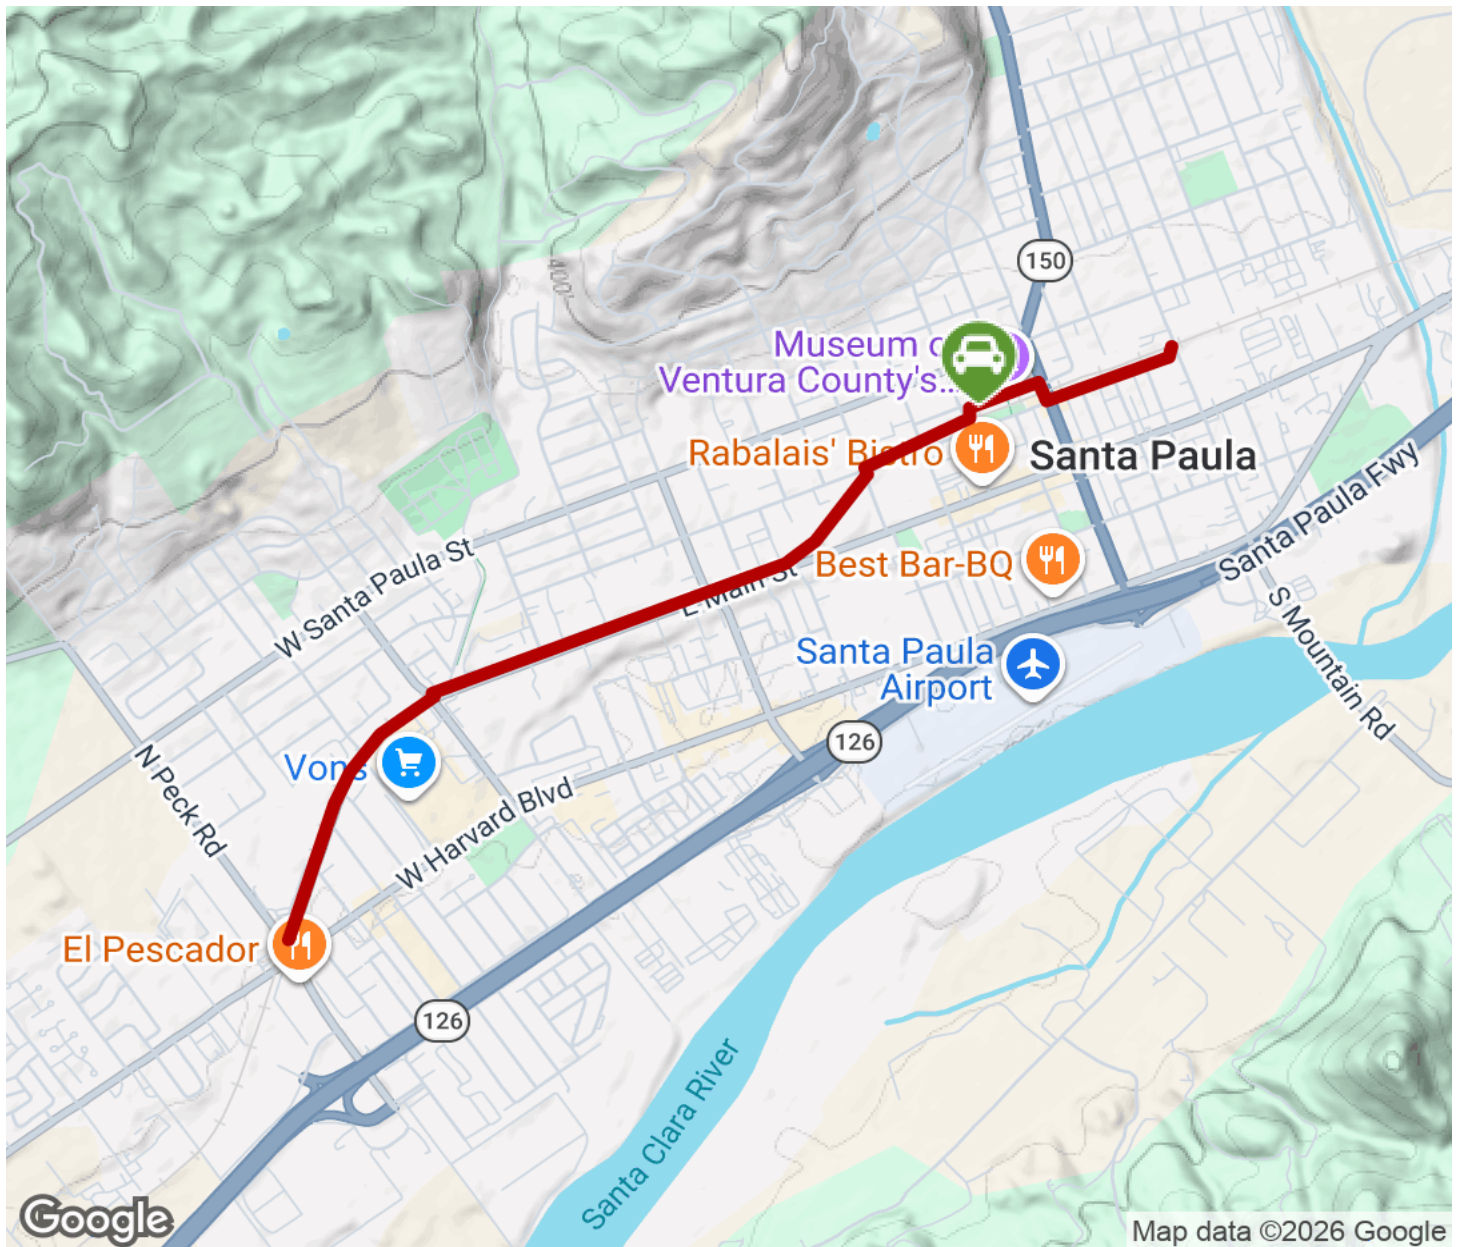 150
400'
Museum o
Ventura County's...
Rabalais' Bistro
Santa Paula
Santa Paula Fwy
W Santa Paula St
E Main St
Best Bar-BQ
S Mountain Rd
Santa Paula
Airport
126
N Peck Rd
Vons
W Harvard Blvd
El Pescador
126
Santa Clara River
Google
Map data ©2026 Google